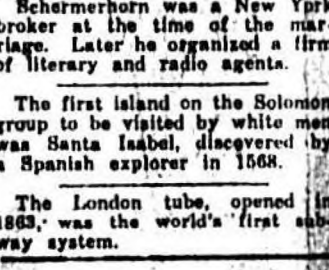 Schermerhorn was a New York
broker at the time of the mar-
riage. Later he organized a firm
of literary and radio agents.
The first island on the Solomon
group to be visited by white men
was Santa Isabel, discovered by
a Spanish explorer in 1568.
The London tube, opened in
1863, was the world's first sub-
way system.